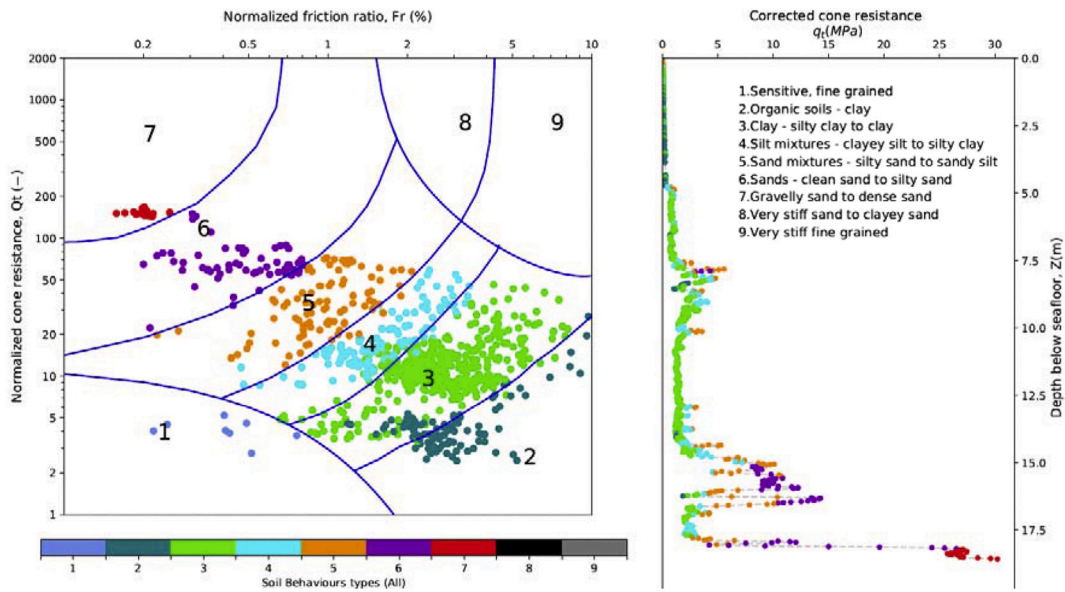 Normalized friction ratio, Fr (%)
0.2 0.5 1 2 5 10
Normalized cone resistance, Qt (−)
2000
1000
500
200
100
50
20
10
5
2
1
7
8
9
6
5
4
3
1
2
1 2 3 4 5 6 7 8 9
Soil Behaviours types (All)
Corrected cone resistance
qt(MPa)
0 5 10 15 20 25 30
1.Sensitive, fine grained
2.Organic soils - clay
3.Clay - silty clay to clay
4.Silt mixtures - clayey silt to silty clay
5.Sand mixtures - silty sand to sandy silt
6.Sands - clean sand to silty sand
7.Gravelly sand to dense sand
8.Very stiff sand to clayey sand
9.Very stiff fine grained
0.0
2.5
5.0
7.5
10.0
12.5
15.0
17.5
Depth below seafloor, Z(m)